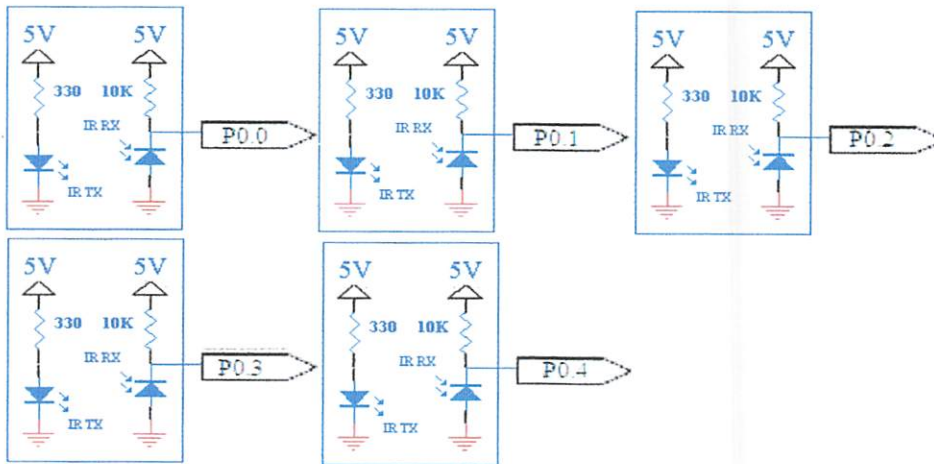 5V 5V
330 10K
IR RX
P0.0
IR TX
5V 5V
330 10K
IR RX
P0.1
IR TX
5V 5V
330 10K
IR RX
P0.2
IR TX
5V 5V
330 10K
IR RX
P0.3
IR TX
5V 5V
330 10K
IR RX
P0.4
IR TX